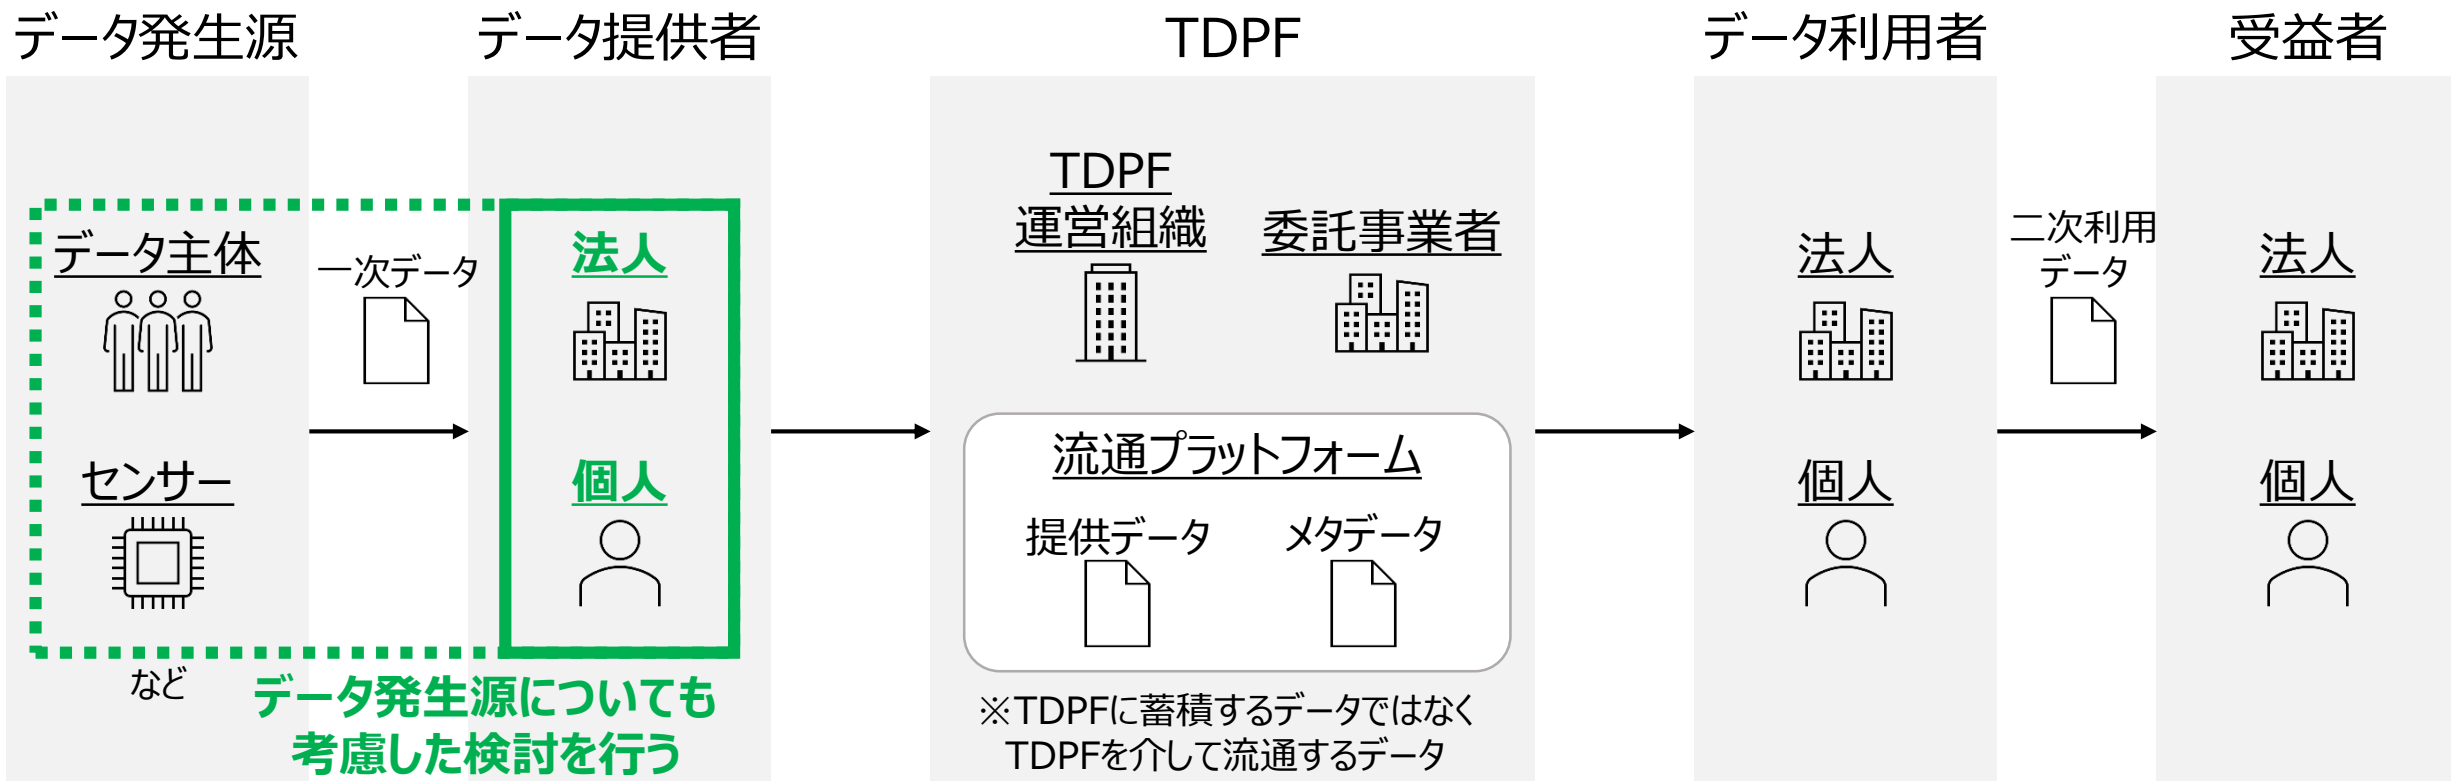 データ発生源
データ提供者
TDPF
データ利用者
受益者
データ主体
センサー
など
一次データ
法人
個人
データ発生源についても
考慮した検討を行う
TDPF
運営組織
委託事業者
流通プラットフォーム
提供データ
メタデータ
※TDPFに蓄積するデータではなく
TDPFを介して流通するデータ
法人
個人
二次利用
データ
法人
個人